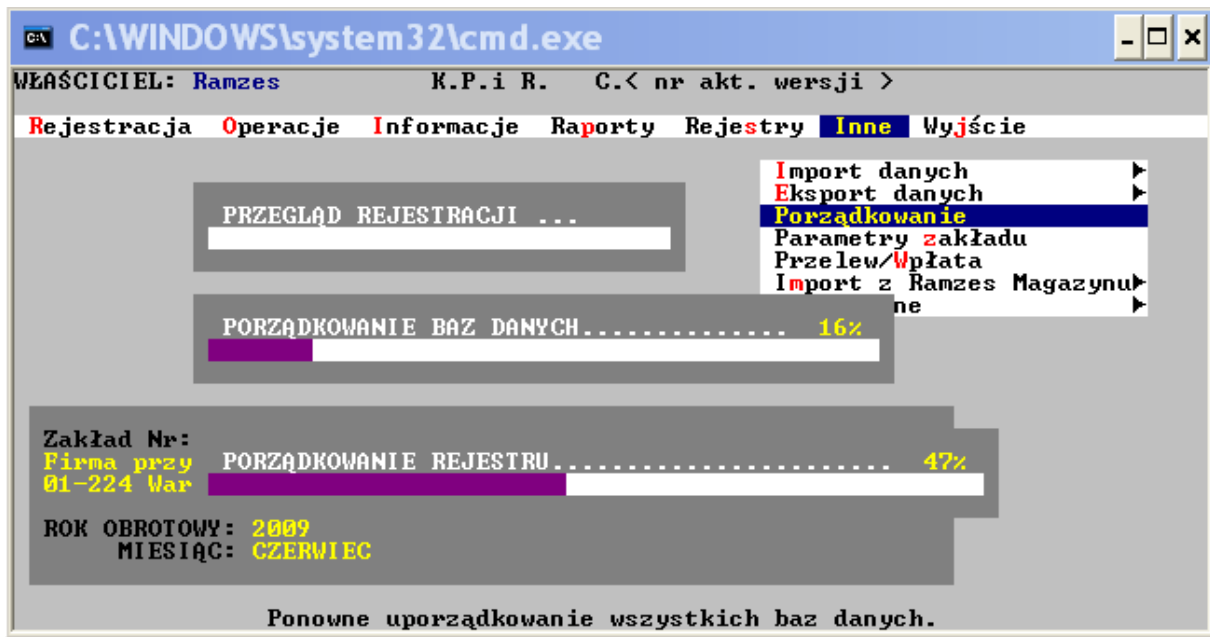 C:\WINDOWS\system32\cmd.exe
WŁAŚCICIEL: Ramzes K.P.i R. C.< nr akt. wersji >
Rejestracja Operacje Informacje Raporty Rejestry Inne Wyjście
Import danych
Eksport danych
Porządkowanie
Parametry zakładu
Przelew/Wpłata
Import z Ramzes Magazynu
ne
PRZEGLĄD REJESTRACJI ...
PORZĄDKOWANIE BAZ DANYCH............... 16%
Zakład Nr:
Firma przy
01-224 War
PORZĄDKOWANIE REJESTRU....................... 47%
ROK OBROTOWY: 2009
MIESIĄC: CZERWIEC
Ponowne uporządkowanie wszystkich baz danych.